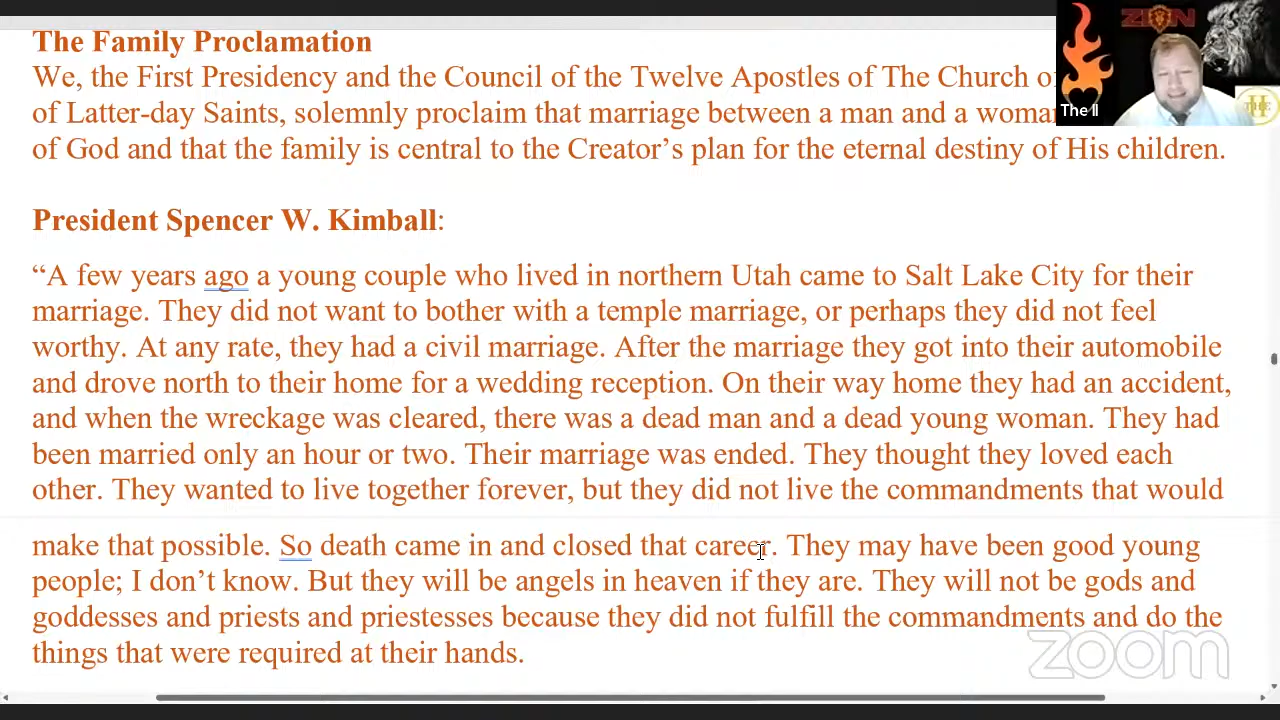 The Family Proclamation
We, the First Presidency and the Council of the Twelve Apostles of The Church of
of Latter-day Saints, solemnly proclaim that marriage between a man and a woma
of God and that the family is central to the Creator’s plan for the eternal destiny of His children.
ZION
The II
THE
H
President Spencer W. Kimball:
“A few years ago a young couple who lived in northern Utah came to Salt Lake City for their
marriage. They did not want to bother with a temple marriage, or perhaps they did not feel
worthy. At any rate, they had a civil marriage. After the marriage they got into their automobile
and drove north to their home for a wedding reception. On their way home they had an accident,
and when the wreckage was cleared, there was a dead man and a dead young woman. They had
been married only an hour or two. Their marriage was ended. They thought they loved each
other. They wanted to live together forever, but they did not live the commandments that would
make that possible. So death came in and closed that career. They may have been good young
people; I don’t know. But they will be angels in heaven if they are. They will not be gods and
goddesses and priests and priestesses because they did not fulfill the commandments and do the
things that were required at their hands.
zoom